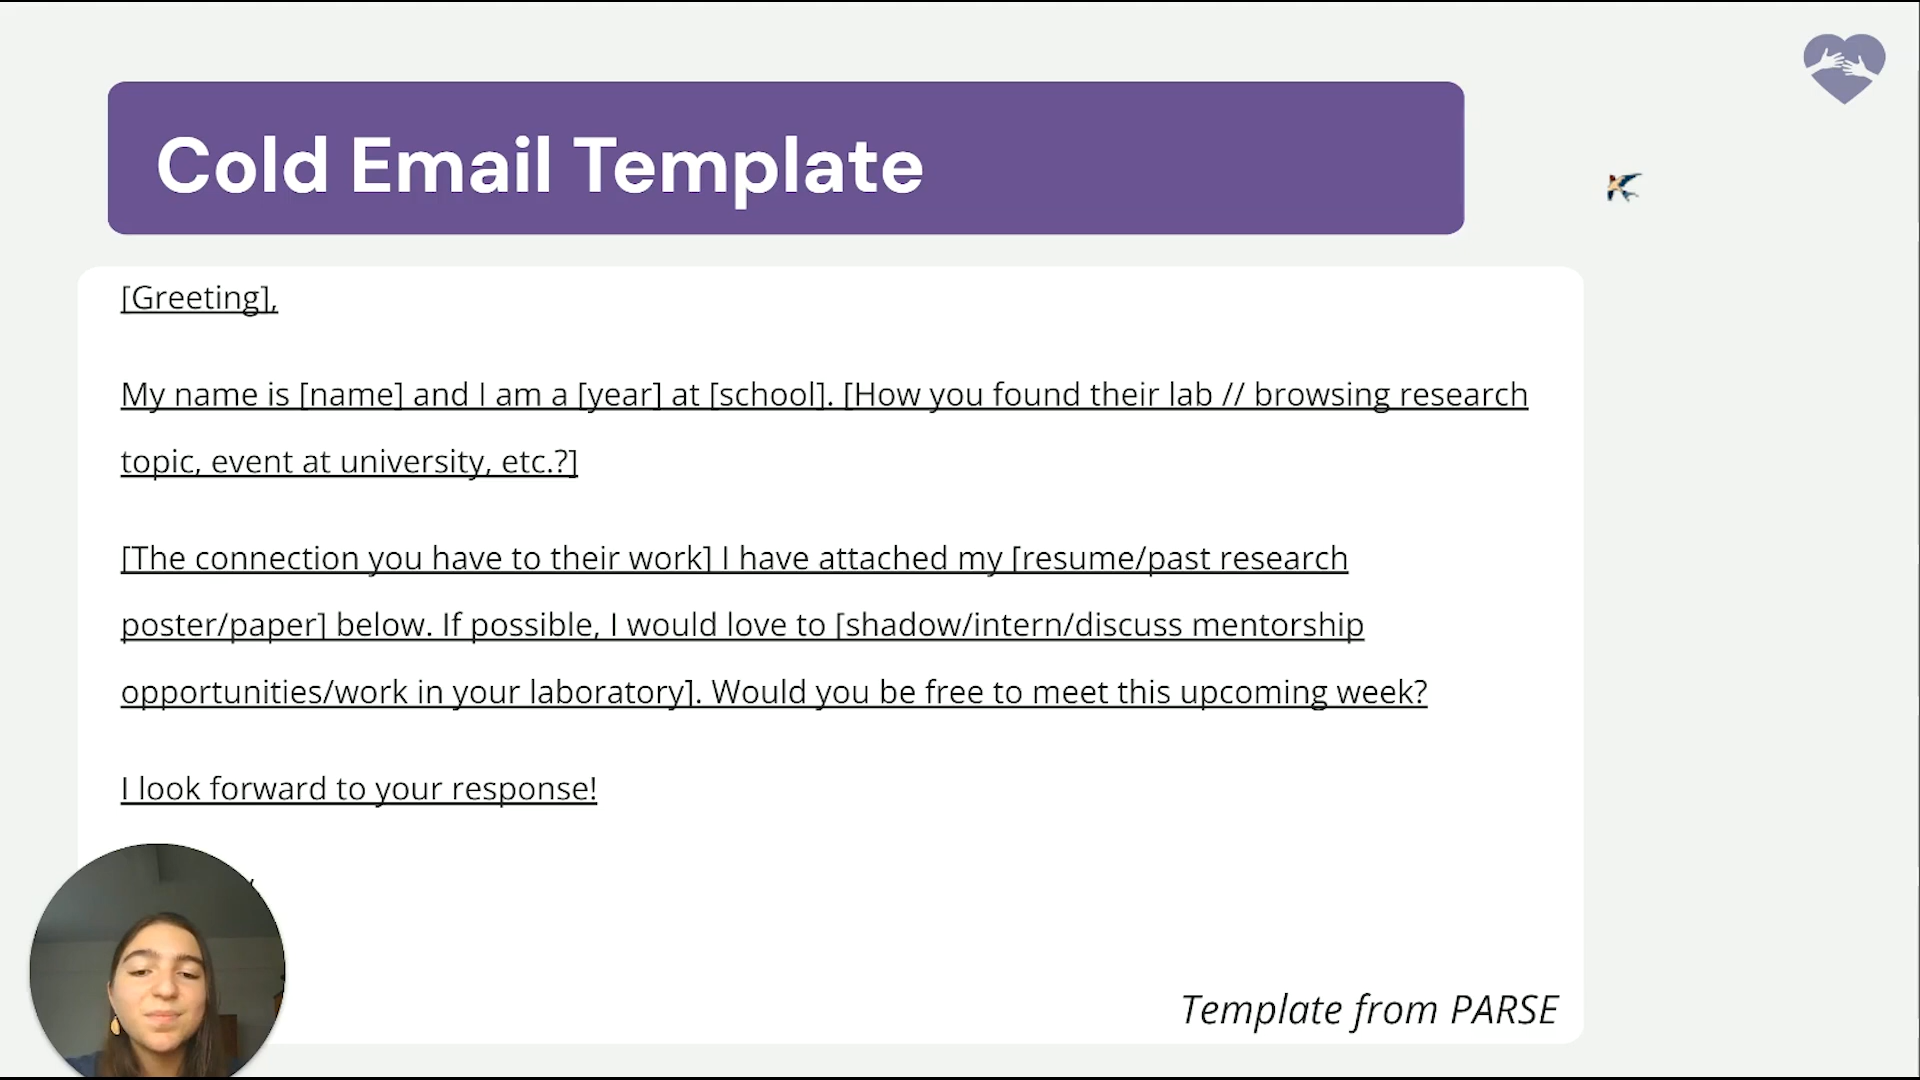 Cold Email Template
[Greeting],
My name is [name] and I am a [year] at [school]. [How you found their lab // browsing research
topic, event at university, etc.?]
[The connection you have to their work] I have attached my [resume/past research
poster/paper] below. If possible, I would love to [shadow/intern/discuss mentorship
opportunities/work in your laboratory]. Would you be free to meet this upcoming week?
I look forward to your response!
Template from PARSE